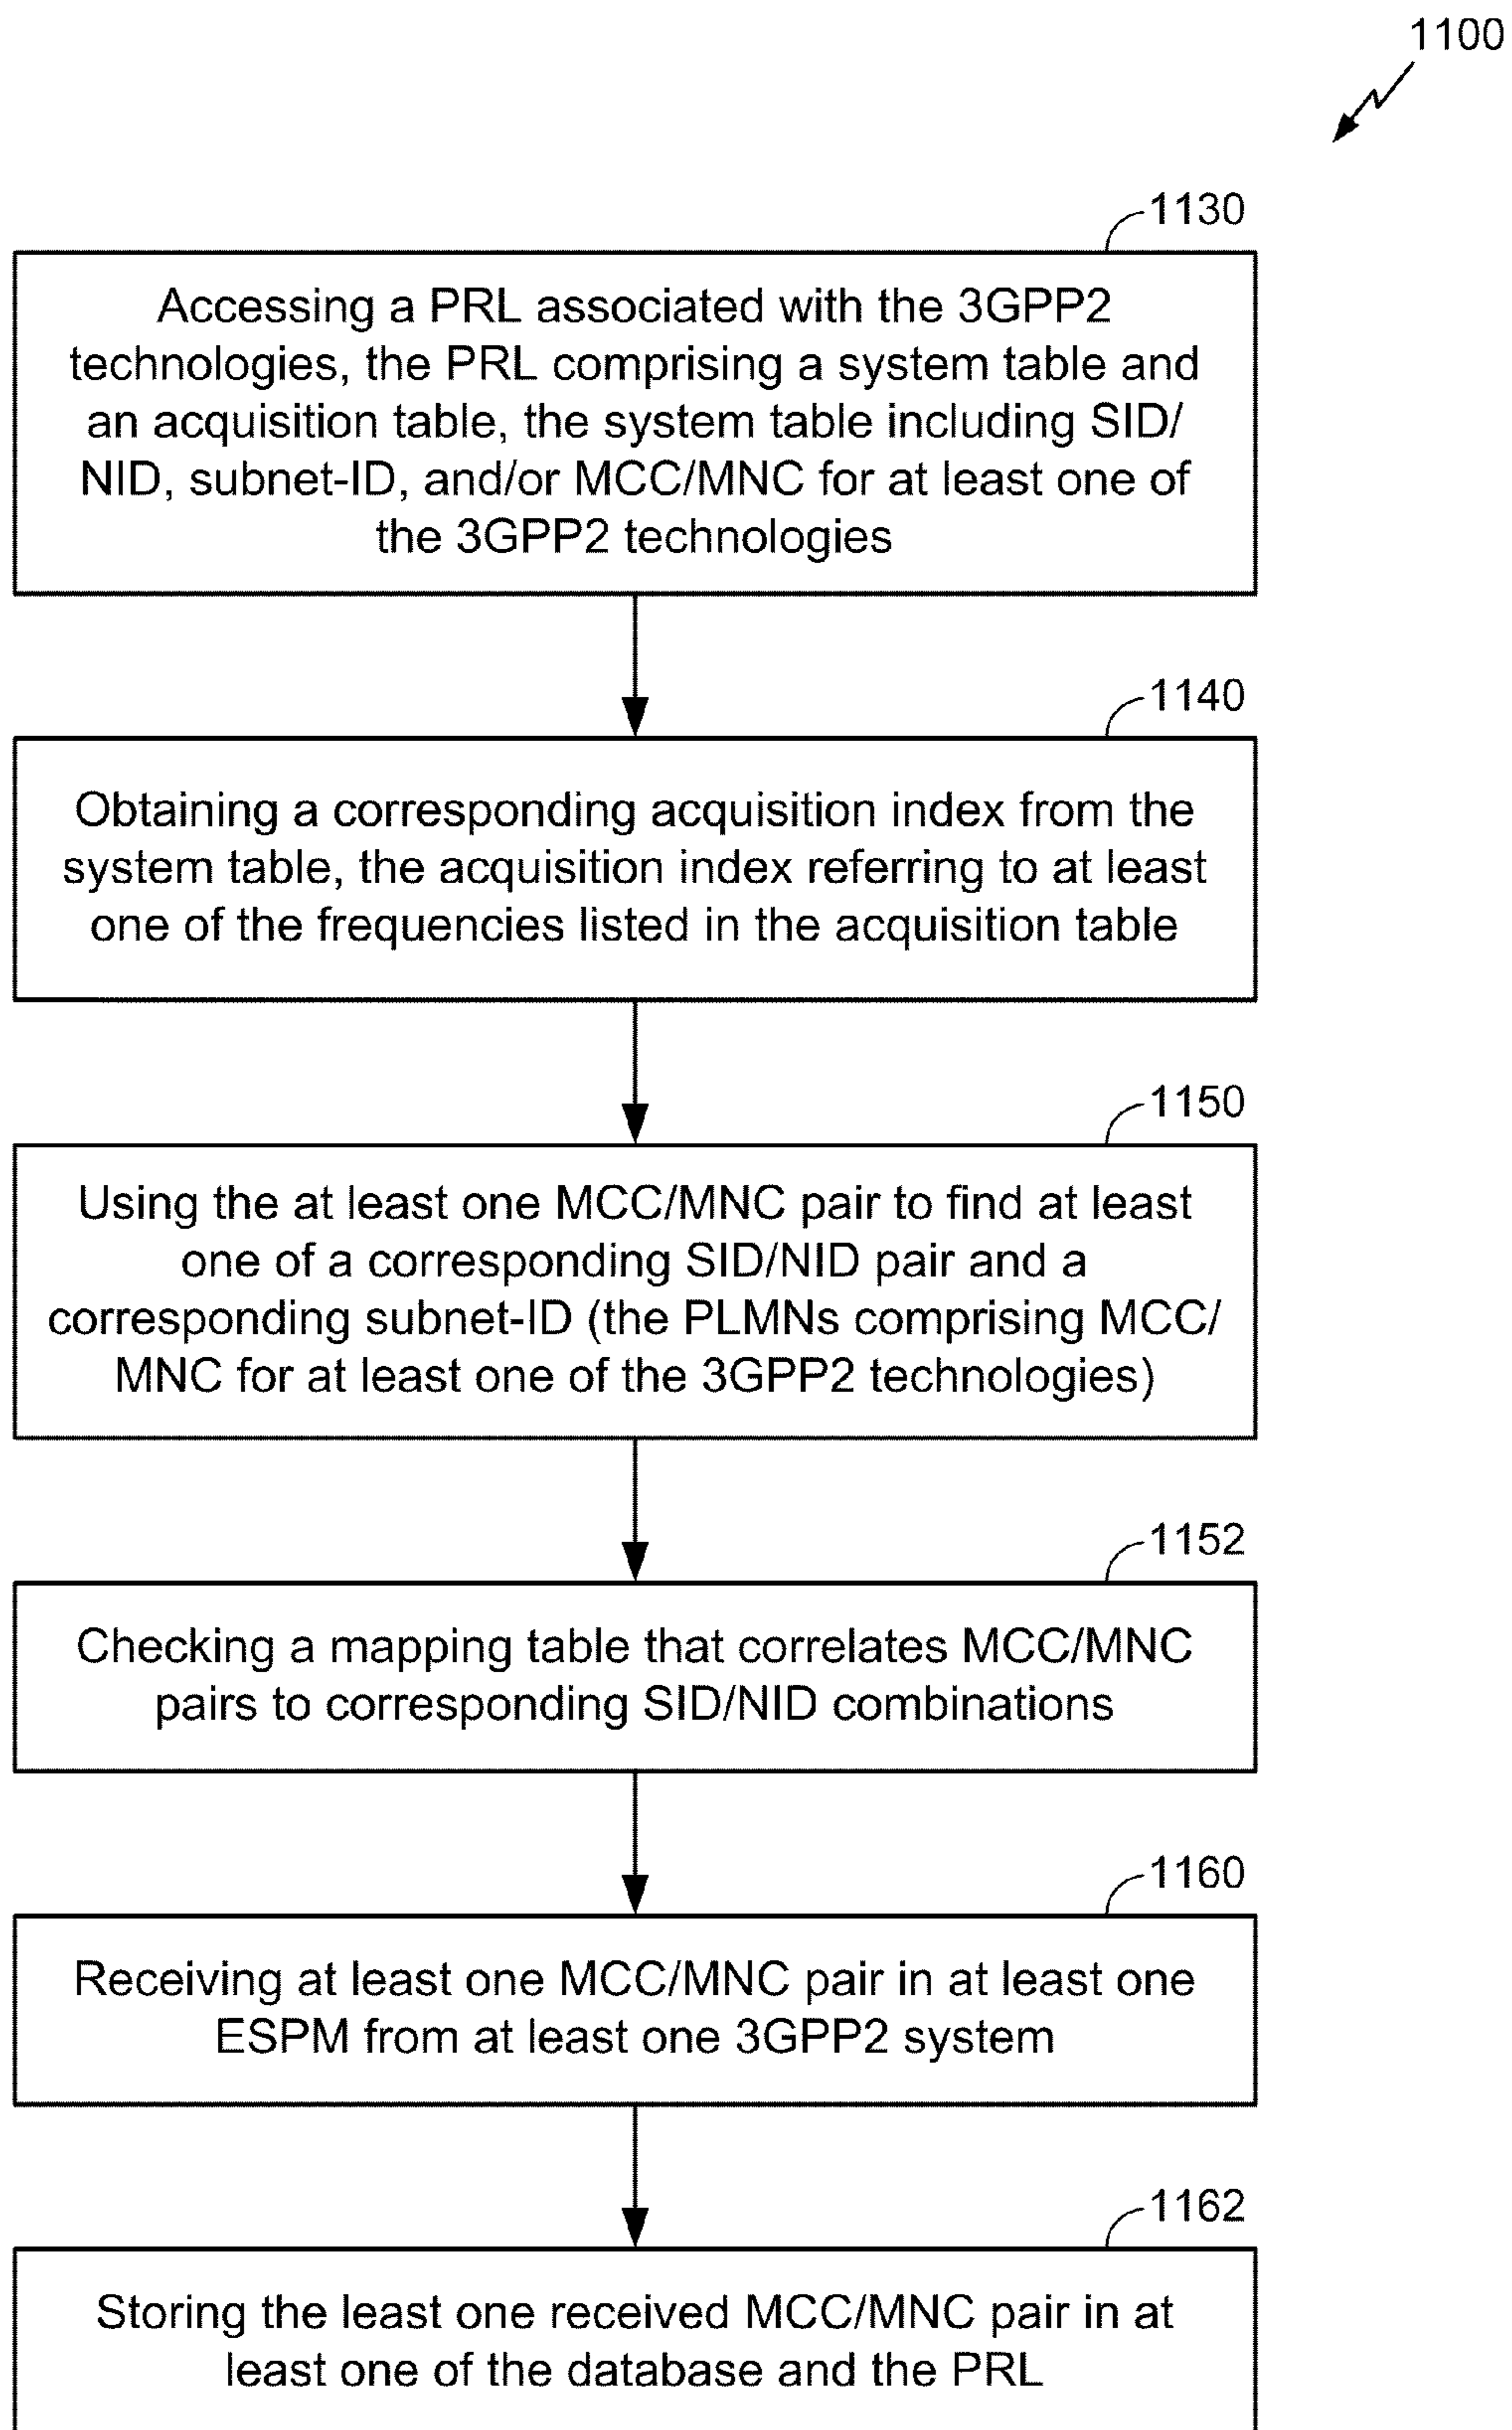 1100
1130
Accessing a PRL associated with the 3GPP2
technologies, the PRL comprising a system table and
an acquisition table, the system table including SID/
NID, subnet-ID, and/or MCC/MNC for at least one of
the 3GPP2 technologies
1140
Obtaining a corresponding acquisition index from the
system table, the acquisition index referring to at least
one of the frequencies listed in the acquisition table
1150
Using the at least one MCC/MNC pair to find at least
one of a corresponding SID/NID pair and a
corresponding subnet-ID (the PLMNs comprising MCC/
MNC for at least one of the 3GPP2 technologies)
1152
Checking a mapping table that correlates MCC/MNC
pairs to corresponding SID/NID combinations
1160
Receiving at least one MCC/MNC pair in at least one
ESPM from at least one 3GPP2 system
1162
Storing the least one received MCC/MNC pair in at
least one of the database and the PRL